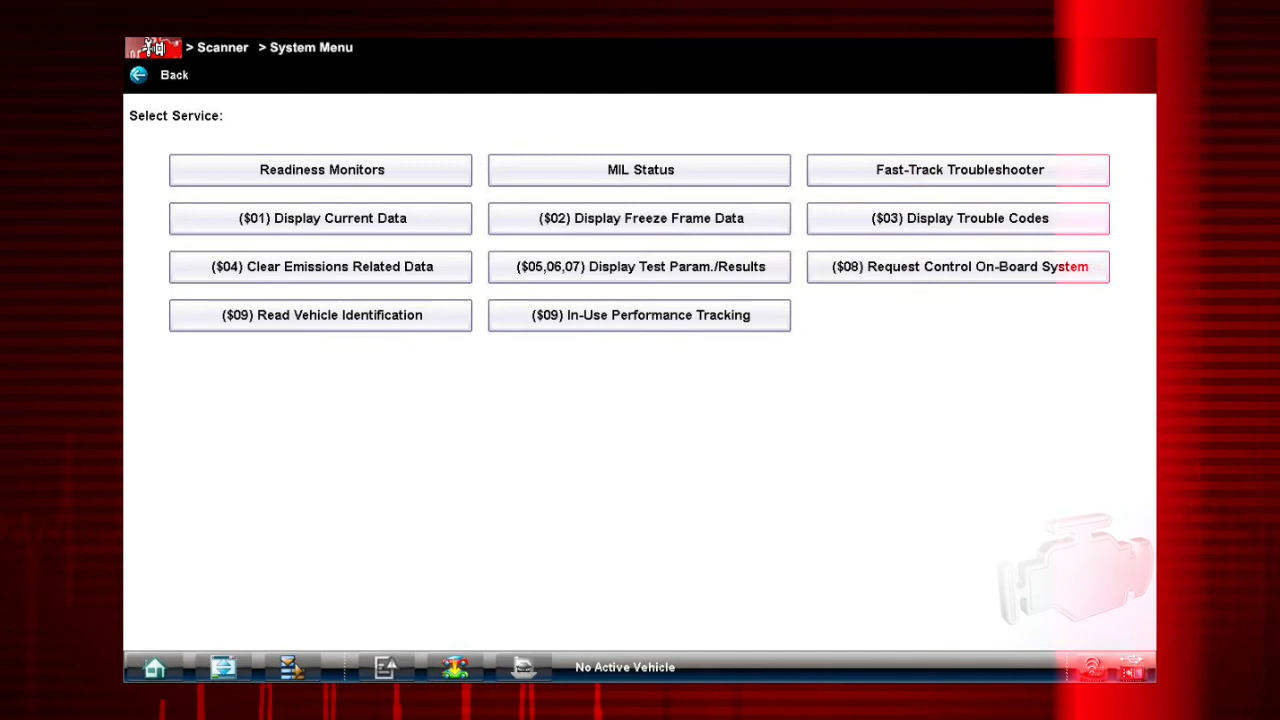 > Scanner > System Menu
Back
Select Service:
Readiness Monitors
MIL Status
Fast-Track Troubleshooter
($01) Display Current Data
($02) Display Freeze Frame Data
($03) Display Trouble Codes
($04) Clear Emissions Related Data
($05,06,07) Display Test Param./Results
($08) Request Control On-Board System
($09) Read Vehicle Identification
($09) In-Use Performance Tracking
No Active Vehicle